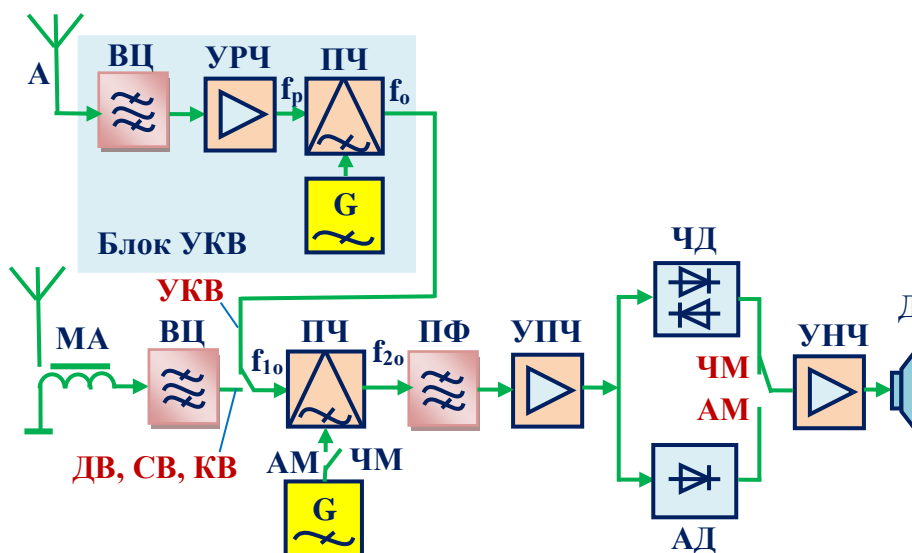 ВЦ УРЧ ПЧ
А fр fо
G
Блок УКВ
ЧД
УКВ
МА ВЦ ПЧ ПФ УПЧ УНЧ Д
f1о f2о
ЧМ
АМ
ДВ, СВ, КВ АМ ЧМ
G
АД